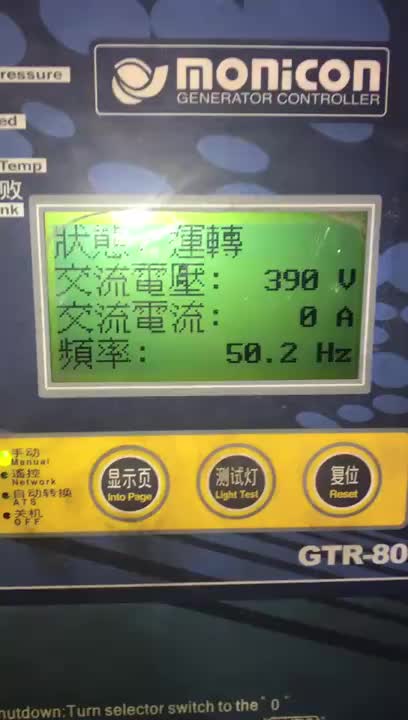 ressure
monicon
GENERATOR CONTROLLER
ed
Temp
败
nk
狀態: 運轉
交流電壓: 390 V
交流電流: 0 A
頻率: 50.2 Hz
手动
Manual
遥控
Network
自动转换
ATS
关机
OFF
显示页
Into Page
测试灯
Light Test
复位
Reset
GTR-80
hutdown:Turn selector switch to the "0"